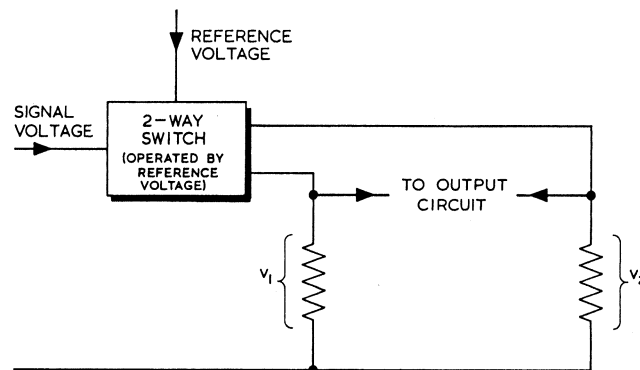 REFERENCE
VOLTAGE
SIGNAL
VOLTAGE
2-WAY
SWITCH
(OPERATED BY
REFERENCE
VOLTAGE)
TO OUTPUT
CIRCUIT
V1
V2